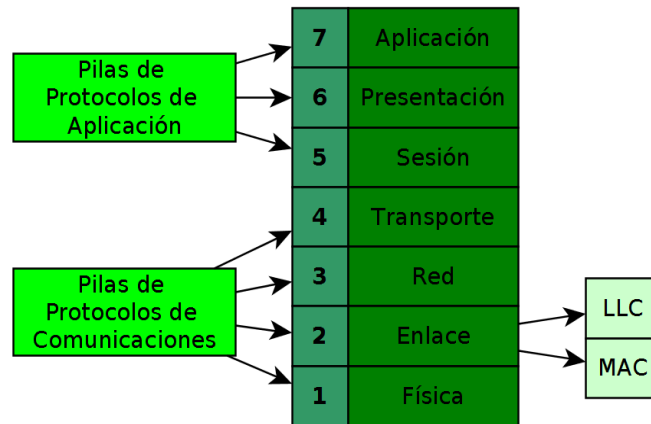 Pilas de
Protocolos de
Aplicación
7 Aplicación
6 Presentación
5 Sesión
4 Transporte
3 Red
2 Enlace
1 Física
Pilas de
Protocolos de
Comunicaciones
LLC
MAC